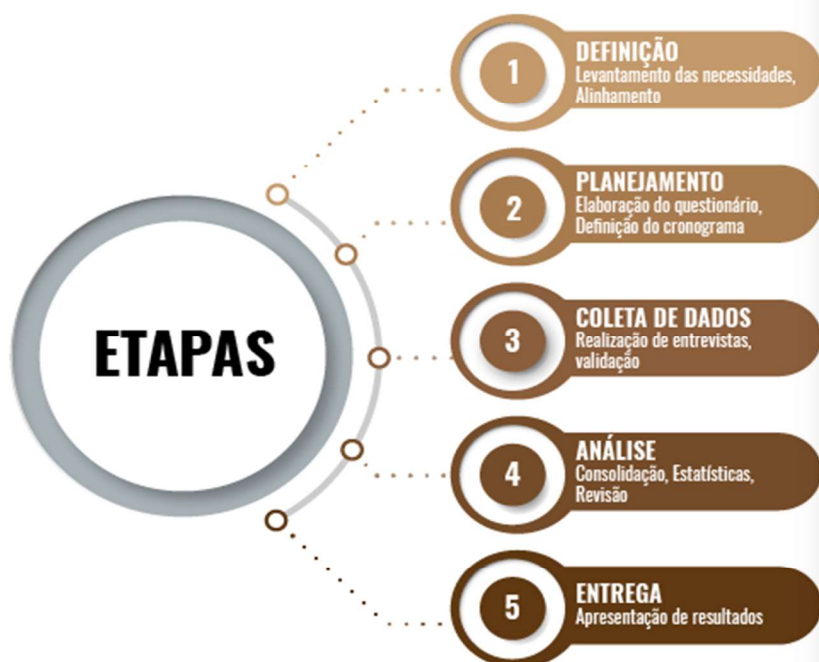 ETAPAS
1
DEFINIÇÃO
Levantamento das necessidades,
Alinhamento
2
PLANEJAMENTO
Elaboração do questionário,
Definição do cronograma
3
COLETA DE DADOS
Realização de entrevistas,
validação
4
ANÁLISE
Consolidação, Estatísticas,
Revisão
5
ENTREGA
Apresentação de resultados